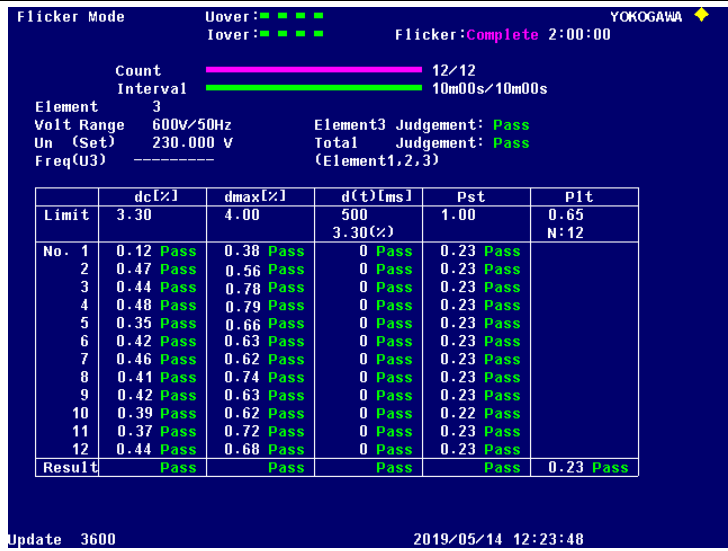 Flicker Mode Uover: YOKOGAWA
Iover: Flicker:Complete 2:00:00
Count 12/12
Interval 10m00s/10m00s
Element 3
Volt Range 600V/50Hz Element3 Judgement: Pass
Un (Set) 230.000 V Total Judgement: Pass
Freq(U3) --------- (Element1,2,3)
dc[%] dmax[%] d(t)[ms] Pst Plt
Limit 3.30 4.00 500 1.00 0.65
3.30(%) N:12
No. 1 0.12 Pass 0.38 Pass 0 Pass 0.23 Pass
2 0.47 Pass 0.56 Pass 0 Pass 0.23 Pass
3 0.44 Pass 0.78 Pass 0 Pass 0.23 Pass
4 0.48 Pass 0.79 Pass 0 Pass 0.23 Pass
5 0.35 Pass 0.66 Pass 0 Pass 0.23 Pass
6 0.42 Pass 0.63 Pass 0 Pass 0.23 Pass
7 0.46 Pass 0.62 Pass 0 Pass 0.23 Pass
8 0.41 Pass 0.74 Pass 0 Pass 0.23 Pass
9 0.42 Pass 0.63 Pass 0 Pass 0.23 Pass
10 0.39 Pass 0.62 Pass 0 Pass 0.22 Pass
11 0.37 Pass 0.72 Pass 0 Pass 0.23 Pass
12 0.44 Pass 0.68 Pass 0 Pass 0.23 Pass
Result Pass Pass Pass Pass 0.23 Pass
Update 3600 2019/05/14 12:23:48